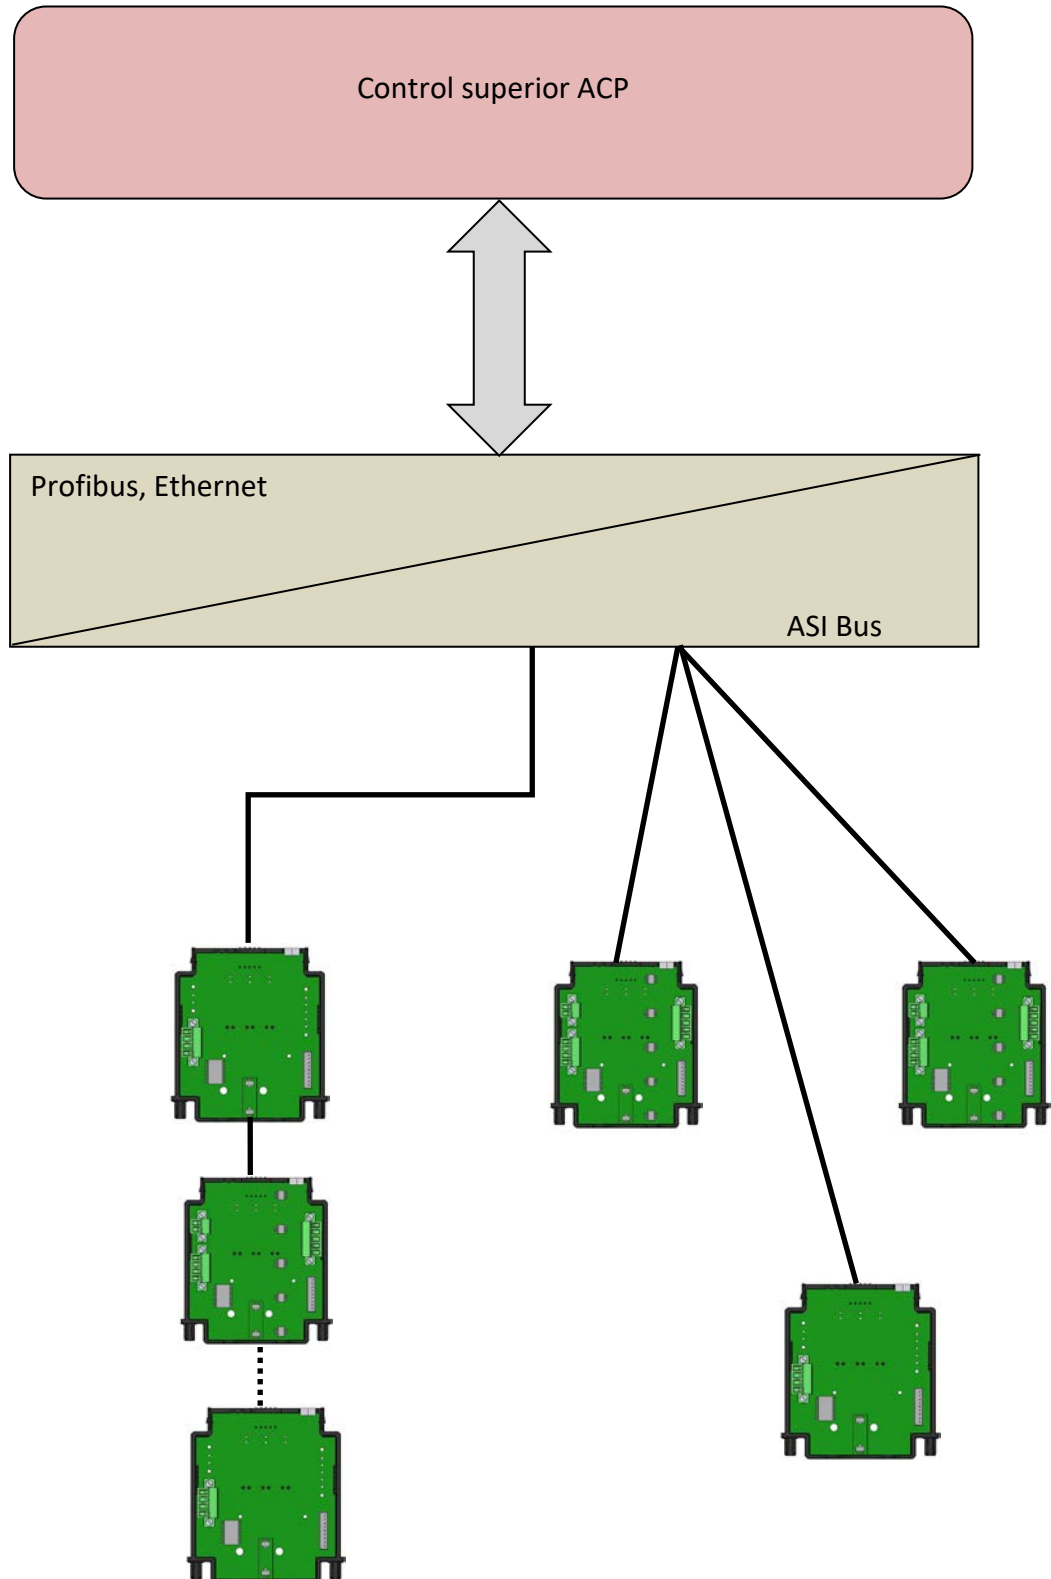 Control superior ACP
Profibus, Ethernet
ASI Bus